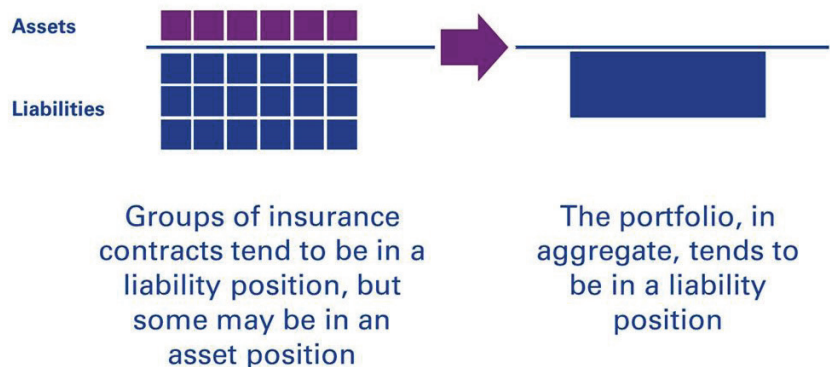 Assets
Liabilities
Groups of insurance
contracts tend to be in a
liability position, but
some may be in an
asset position
The portfolio, in
aggregate, tends to
be in a liability
position